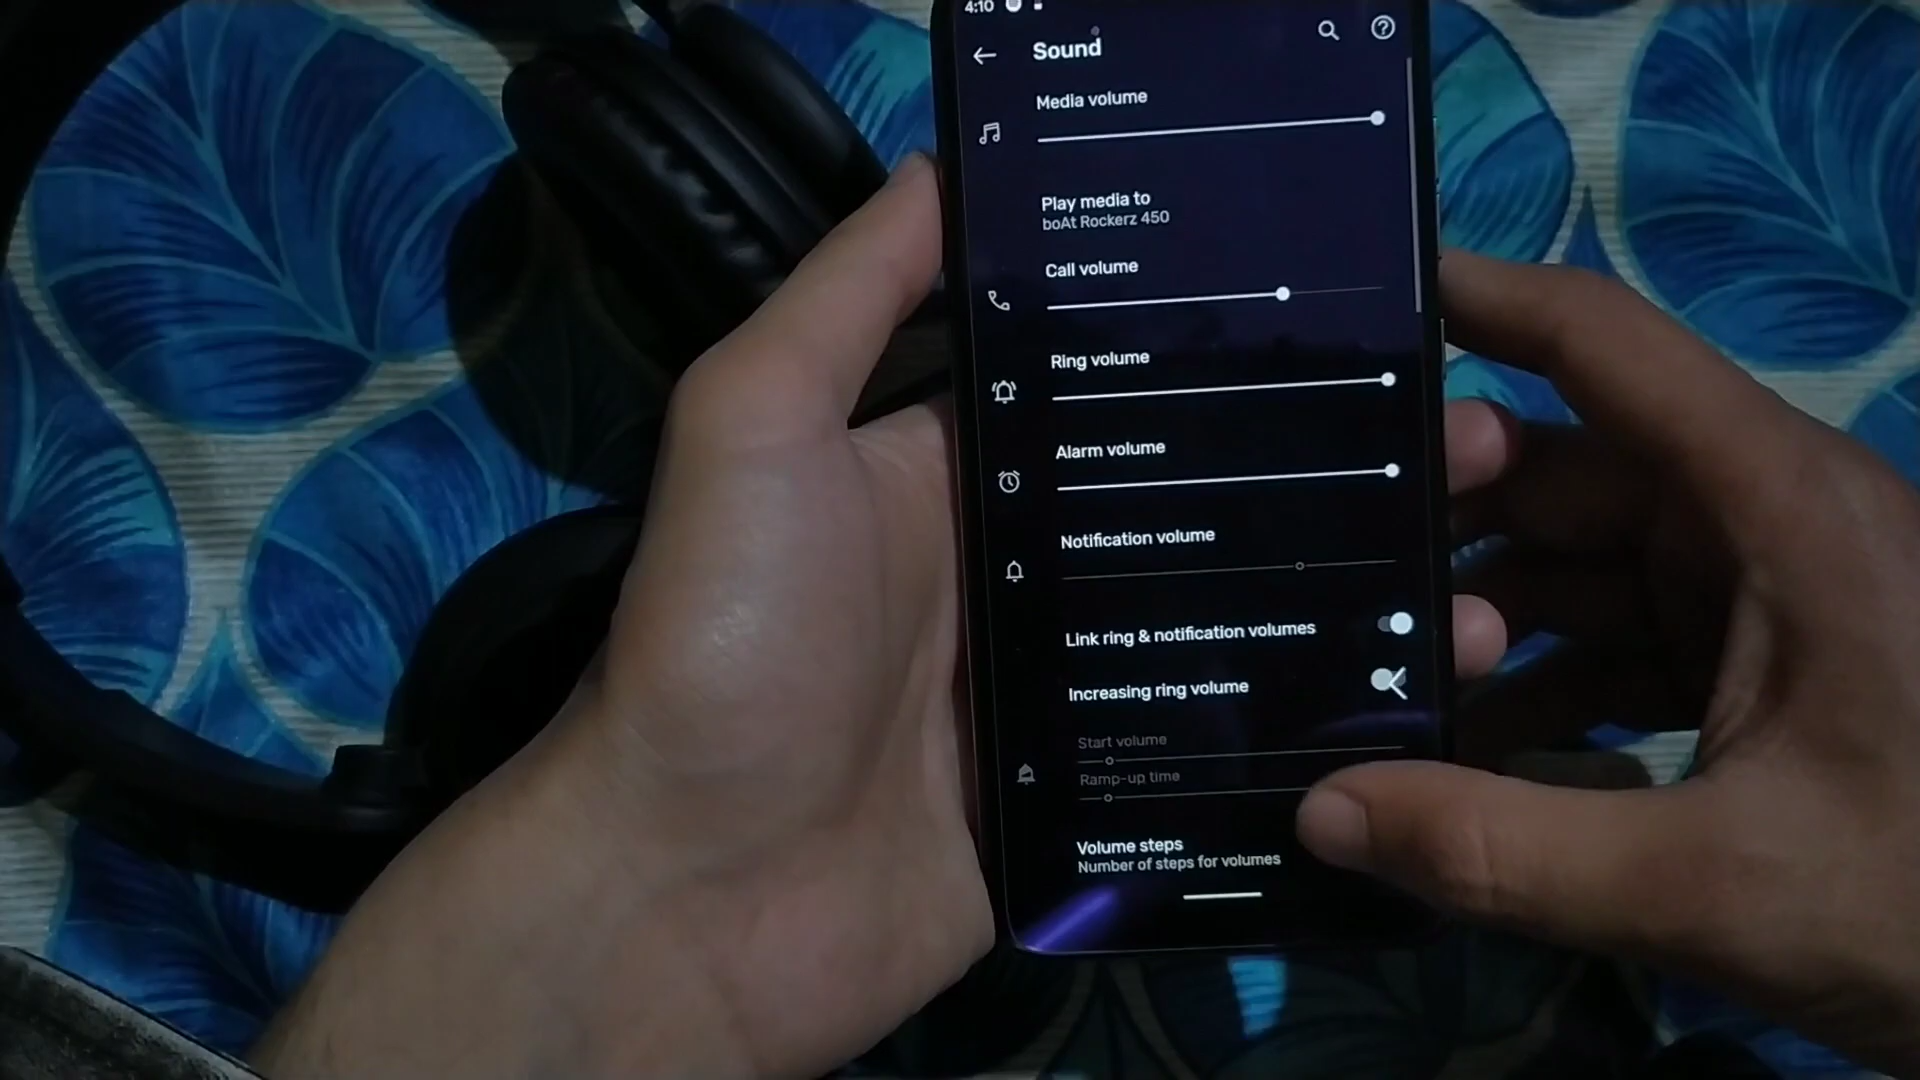 4:10
Sound
Media volume
Play media to
boAt Rockerz 450
Call volume
Ring volume
Alarm volume
Notification volume
Link ring & notification volumes
Increasing ring volume
Start volume
Ramp-up time
Volume steps
Number of steps for volumes